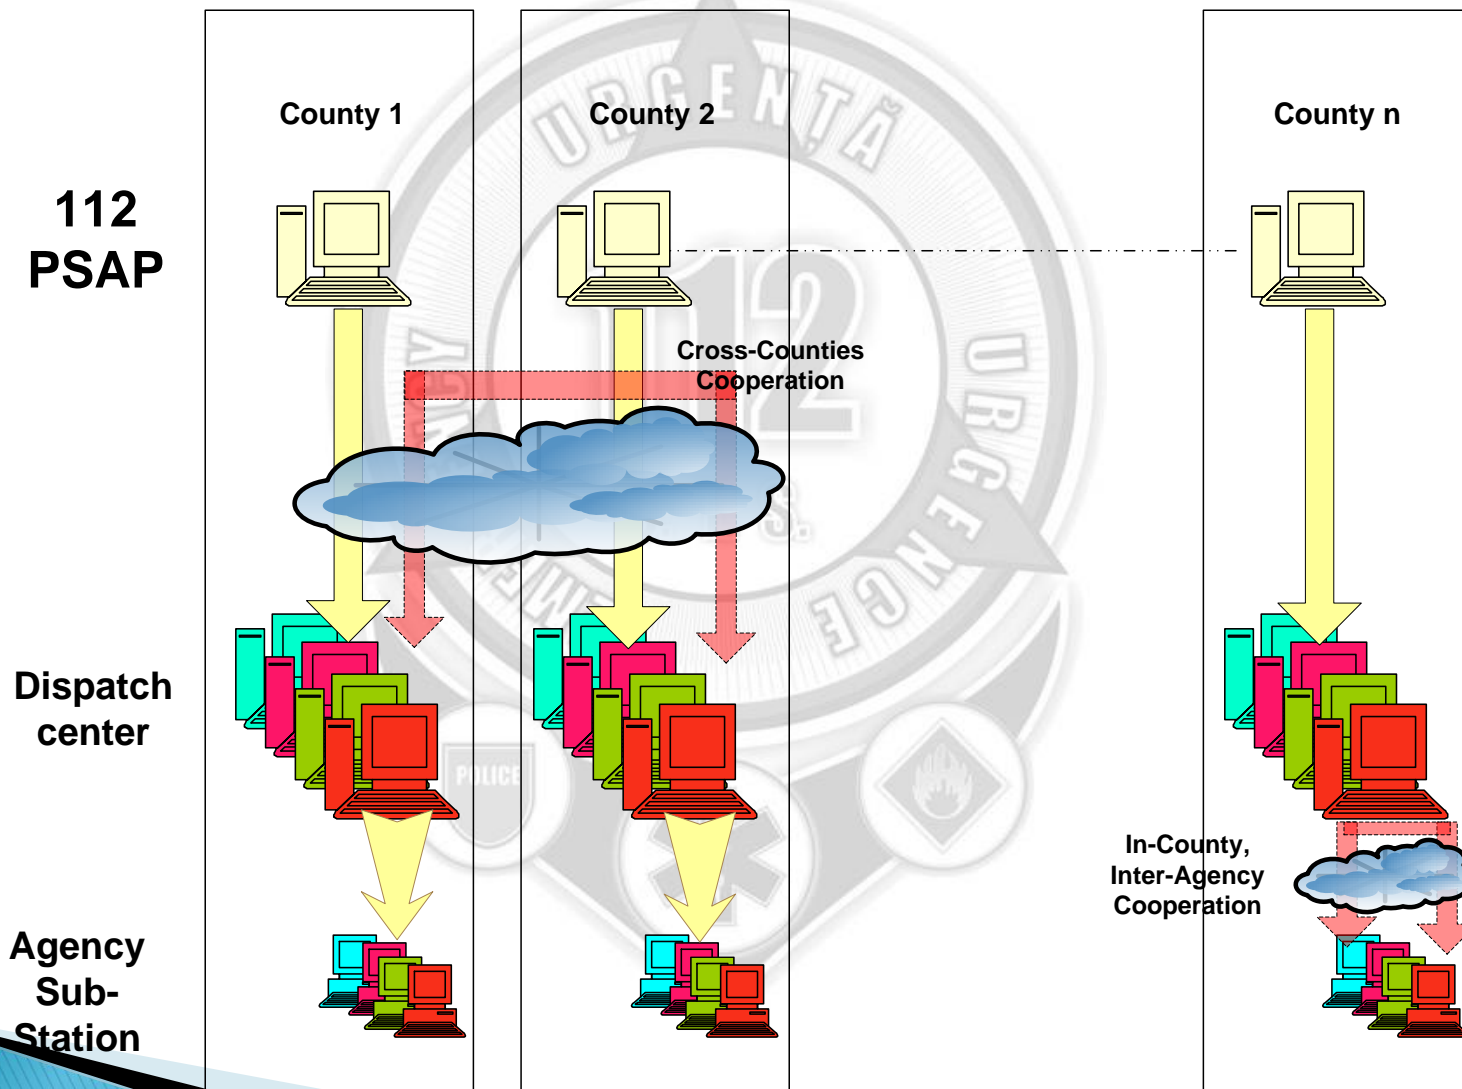 County 1
County 2
County n
112
PSAP
Cross-Counties
Cooperation
Dispatch
center
In-County,
Inter-Agency
Cooperation
Agency
Sub-
Station
URGENȚĂ
URGENCE
112
POLICE